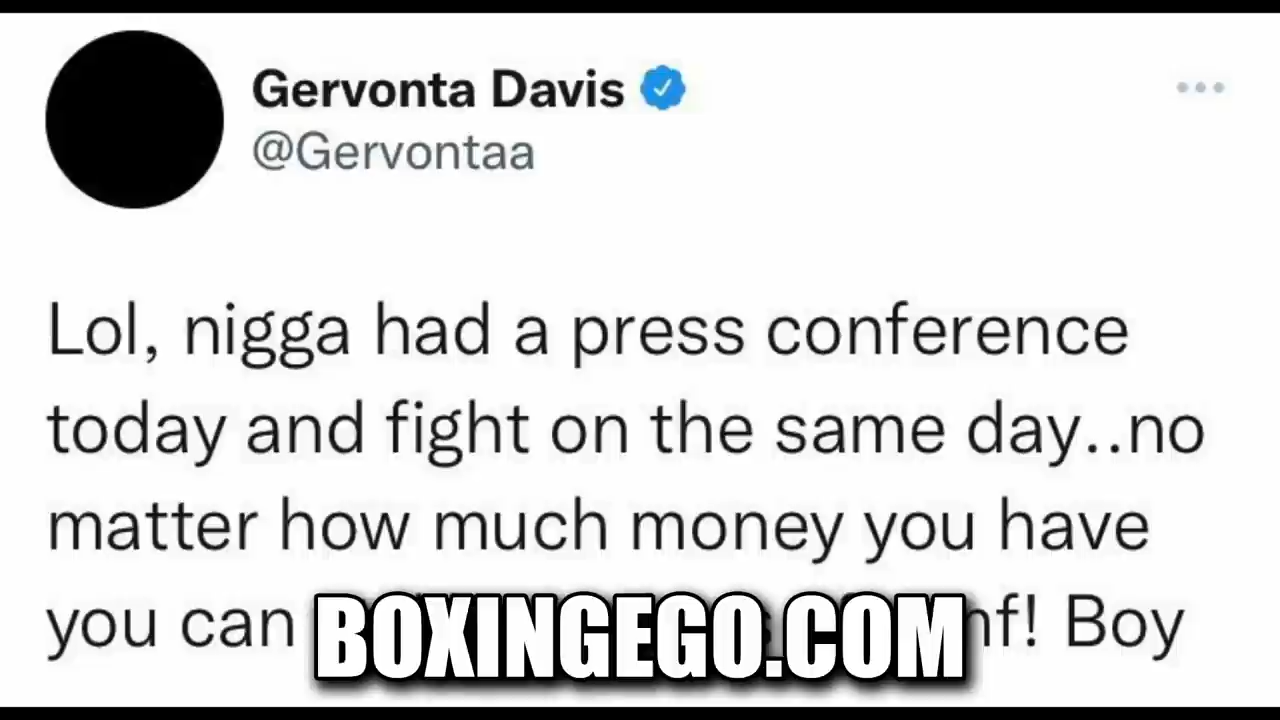 Gervonta Davis
@Gervontaa
Lol, nigga had a press conference
today and fight on the same day..no
matter how much money you have
you can nf! Boy
BOXINGEGO.COM